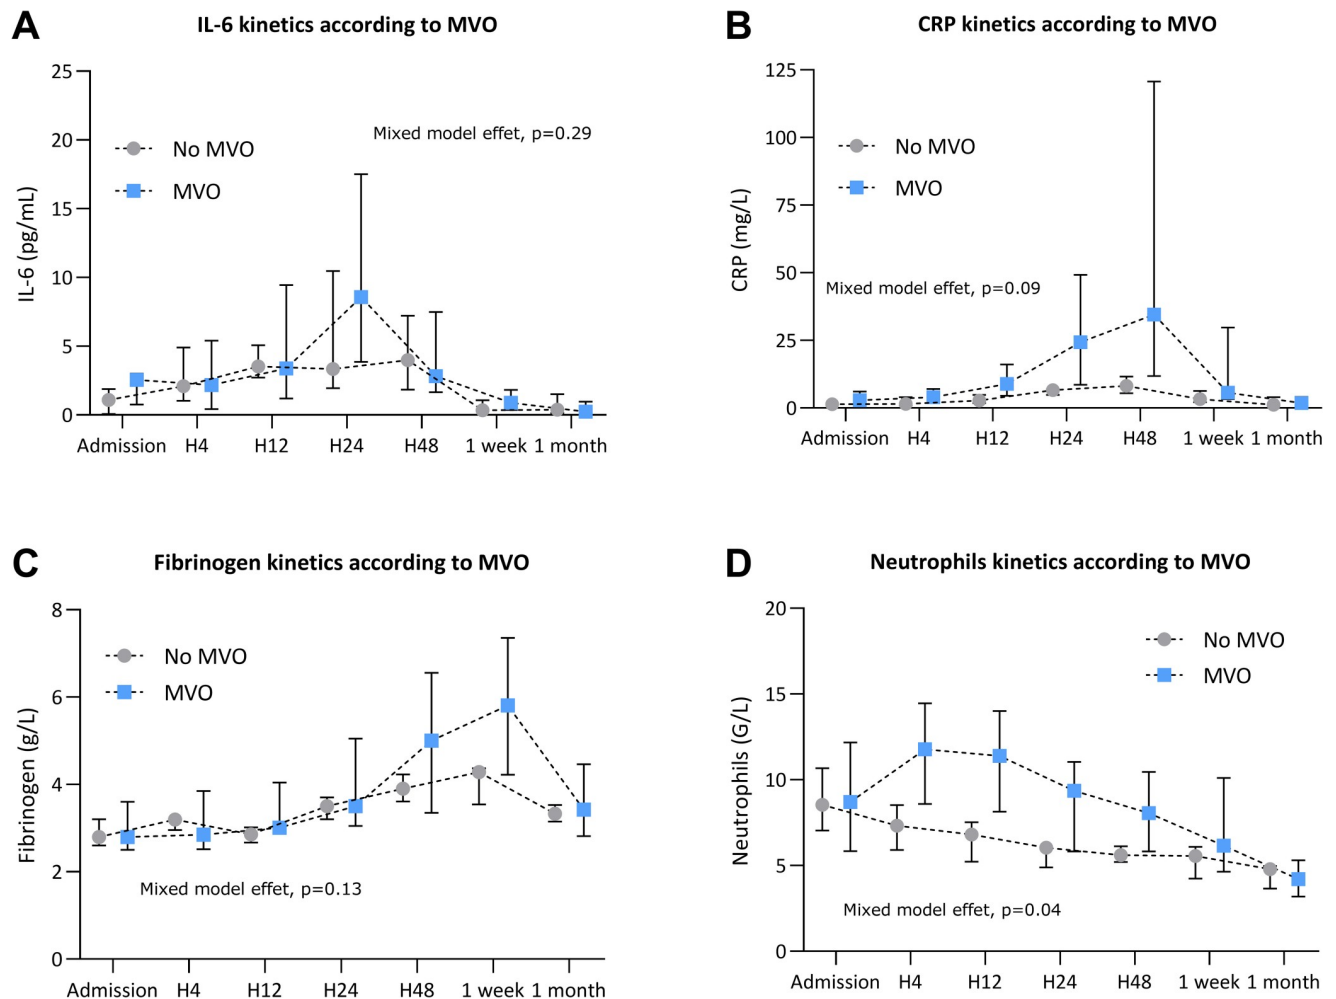 A
IL-6 kinetics according to MVO
25
20
15
10
5
0
IL-6 (pg/mL)
No MVO
MVO
Mixed model effet, p=0.29
Admission H4 H12 H24 H48 1 week 1 month
B
CRP kinetics according to MVO
125
100
75
50
25
0
CRP (mg/L)
No MVO
MVO
Mixed model effet, p=0.09
Admission H4 H12 H24 H48 1 week 1 month
C
Fibrinogen kinetics according to MVO
8
6
4
2
0
Fibrinogen (g/L)
No MVO
MVO
Mixed model effet, p=0.13
Admission H4 H12 H24 H48 1 week 1 month
D
Neutrophils kinetics according to MVO
20
15
10
5
0
Neutrophils (G/L)
No MVO
MVO
Mixed model effet, p=0.04
Admission H4 H12 H24 H48 1 week 1 month